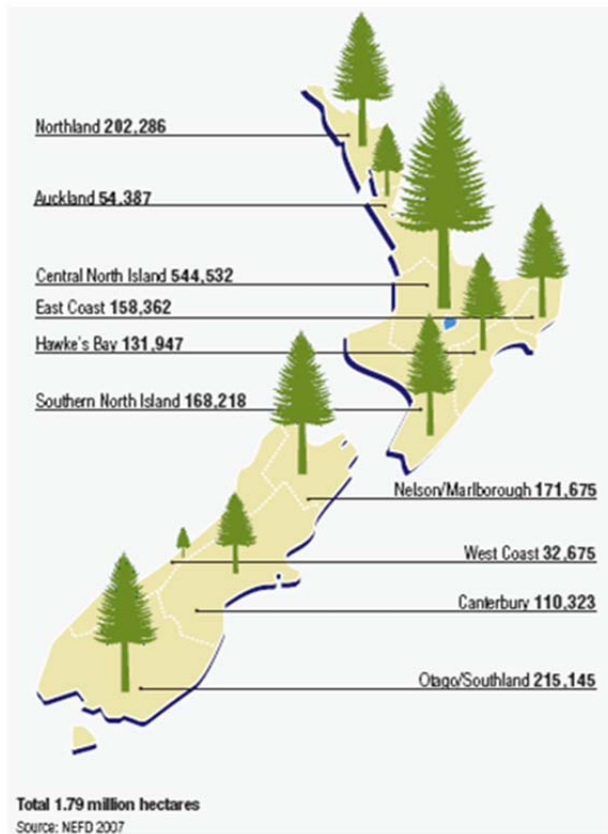 Northland 202,286
Auckland 54,387
Central North Island 544,532
East Coast 158,362
Hawke's Bay 131,947
Southern North Island 168,218
Nelson/Marlborough 171,675
West Coast 32,675
Canterbury 110,323
Otago/Southland 215,145
Total 1.79 million hectares
Source: NEFD 2007